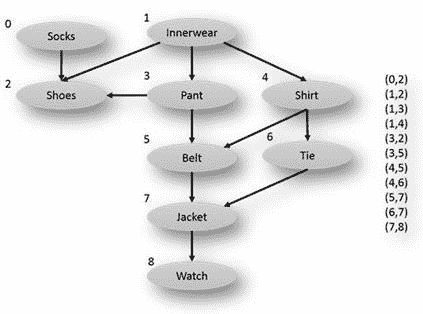 0 Socks
1 Innerwear
2 Shoes
3 Pant
4 Shirt
5 Belt
6 Tie
7 Jacket
8 Watch
(0,2)
(1,2)
(1,3)
(1,4)
(3,2)
(3,5)
(4,5)
(4,6)
(5,7)
(6,7)
(7,8)